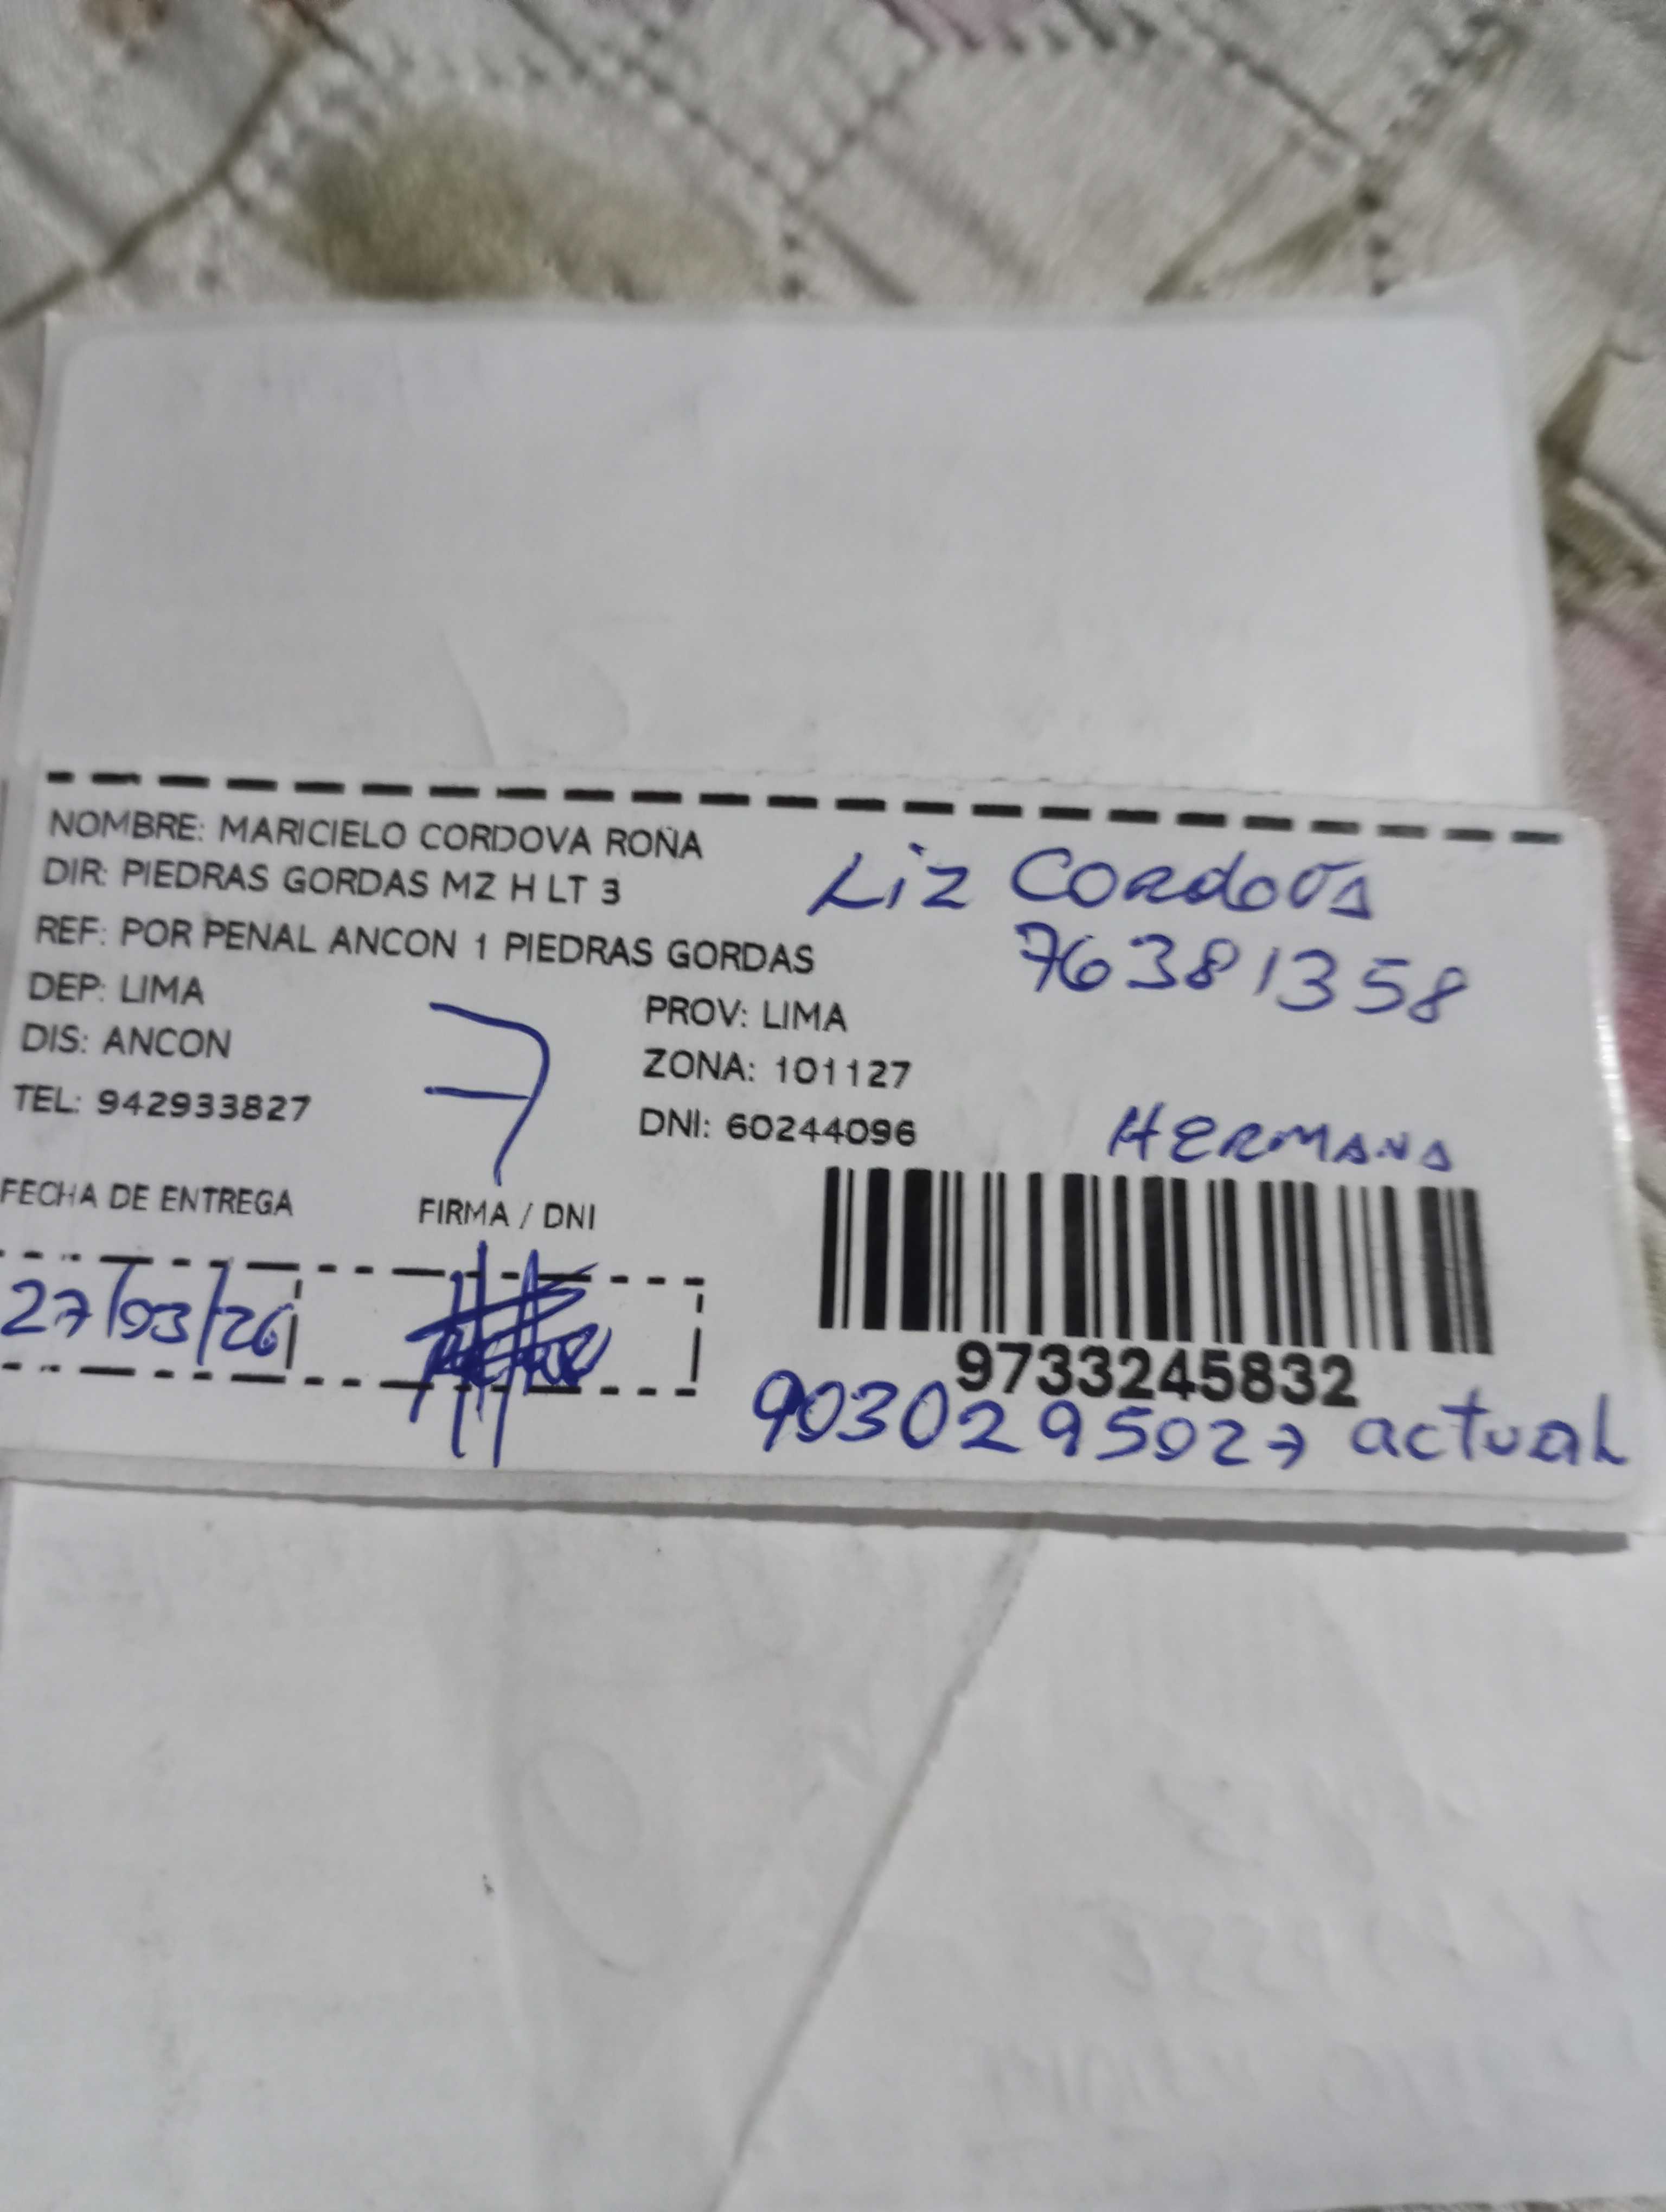 NOMBRE: MARICIELO CORDOVA ROÑA
DIR: PIEDRAS GORDAS MZ H LT 3
Liz Cordova
REF: POR PENAL ANCON 1 PIEDRAS GORDAS
76381358
DEP: LIMA
PROV: LIMA
DIS: ANCON
ZONA: 101127
TEL: 942933827
7
DNI: 60244096
HERMANA
FECHA DE ENTREGA
FIRMA / DNI
27/03/26
9733245832
9030295027 actual